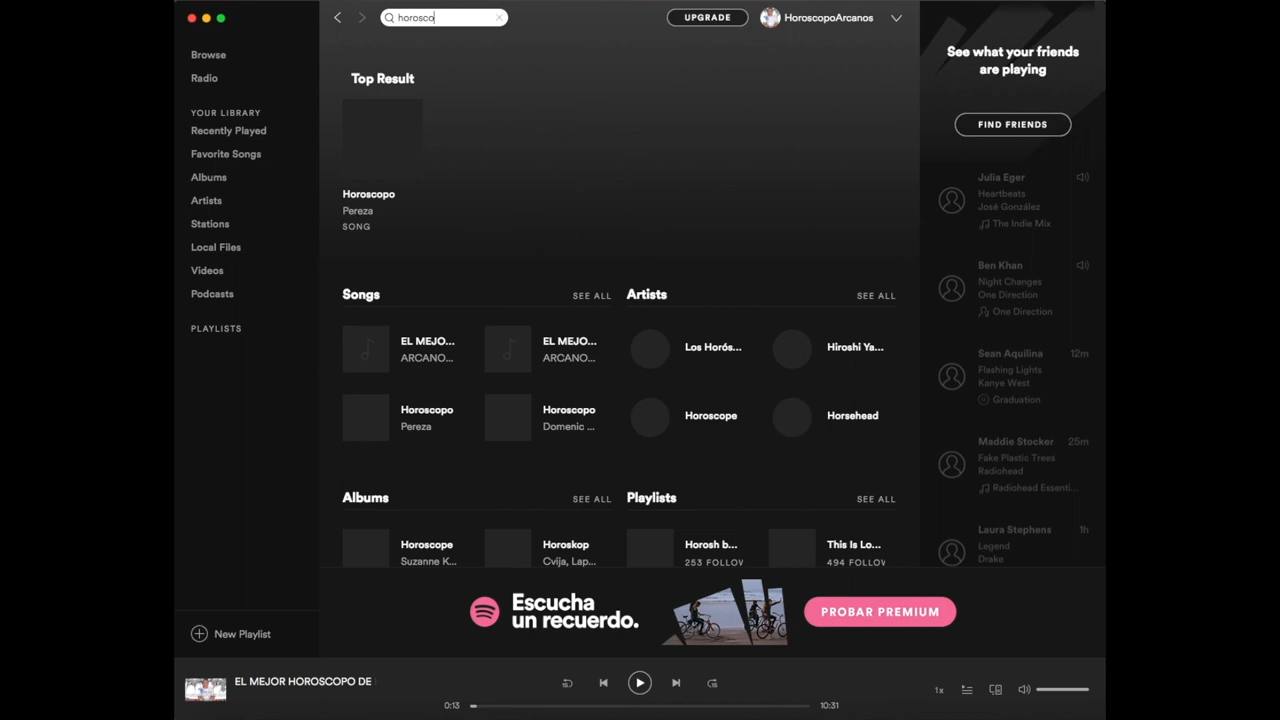 horosco
UPGRADE
HoroscopoArcanos
Browse
Radio
YOUR LIBRARY
Recently Played
Favorite Songs
Albums
Artists
Stations
Local Files
Videos
Podcasts
PLAYLISTS
New Playlist
Top Result
Horoscopo
Pereza
SONG
Songs
SEE ALL
EL MEJO...
ARCANO...
EL MEJO...
ARCANO...
Horoscopo
Pereza
Horoscopo
Domenic ...
Artists
SEE ALL
Los Horós...
Hiroshi Ya...
Horoscope
Horsehead
Albums
SEE ALL
Horoscope
Suzanne K...
Horoskop
Cvija, Lap...
Playlists
SEE ALL
Horosh b...
253 FOLLOW
This Is Lo...
494 FOLLOW
See what your friends
are playing
FIND FRIENDS
Julia Eger
Heartbeats
José González
The Indie Mix
Ben Khan
Night Changes
One Direction
One Direction
Sean Aquilina 12m
Flashing Lights
Kanye West
Graduation
Maddie Stocker 25m
Fake Plastic Trees
Radiohead
Radiohead Essenti...
Laura Stephens 1h
Legend
Drake
Escucha
un recuerdo.
PROBAR PREMIUM
EL MEJOR HOROSCOPO DE
0:13
10:31
1x